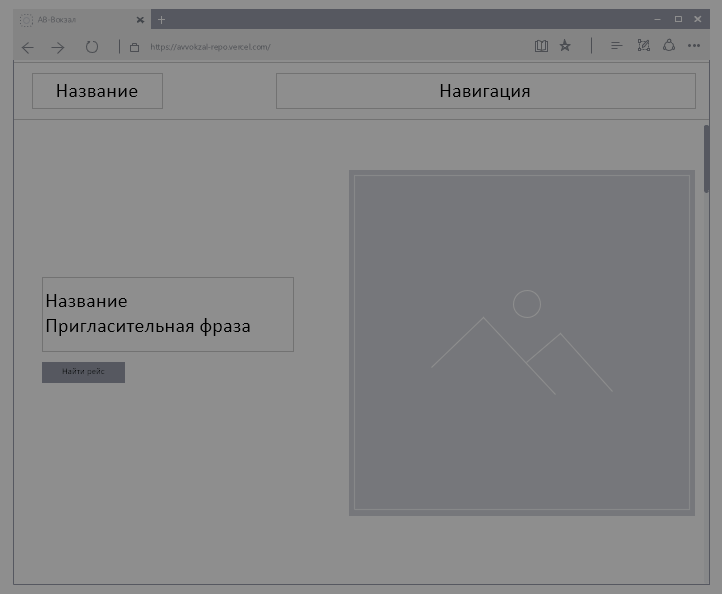 АВ-Вокзал
https://avvokzal-repo.vercel.com/
Название
Навигация
Название
Пригласительная фраза
Найти рейс